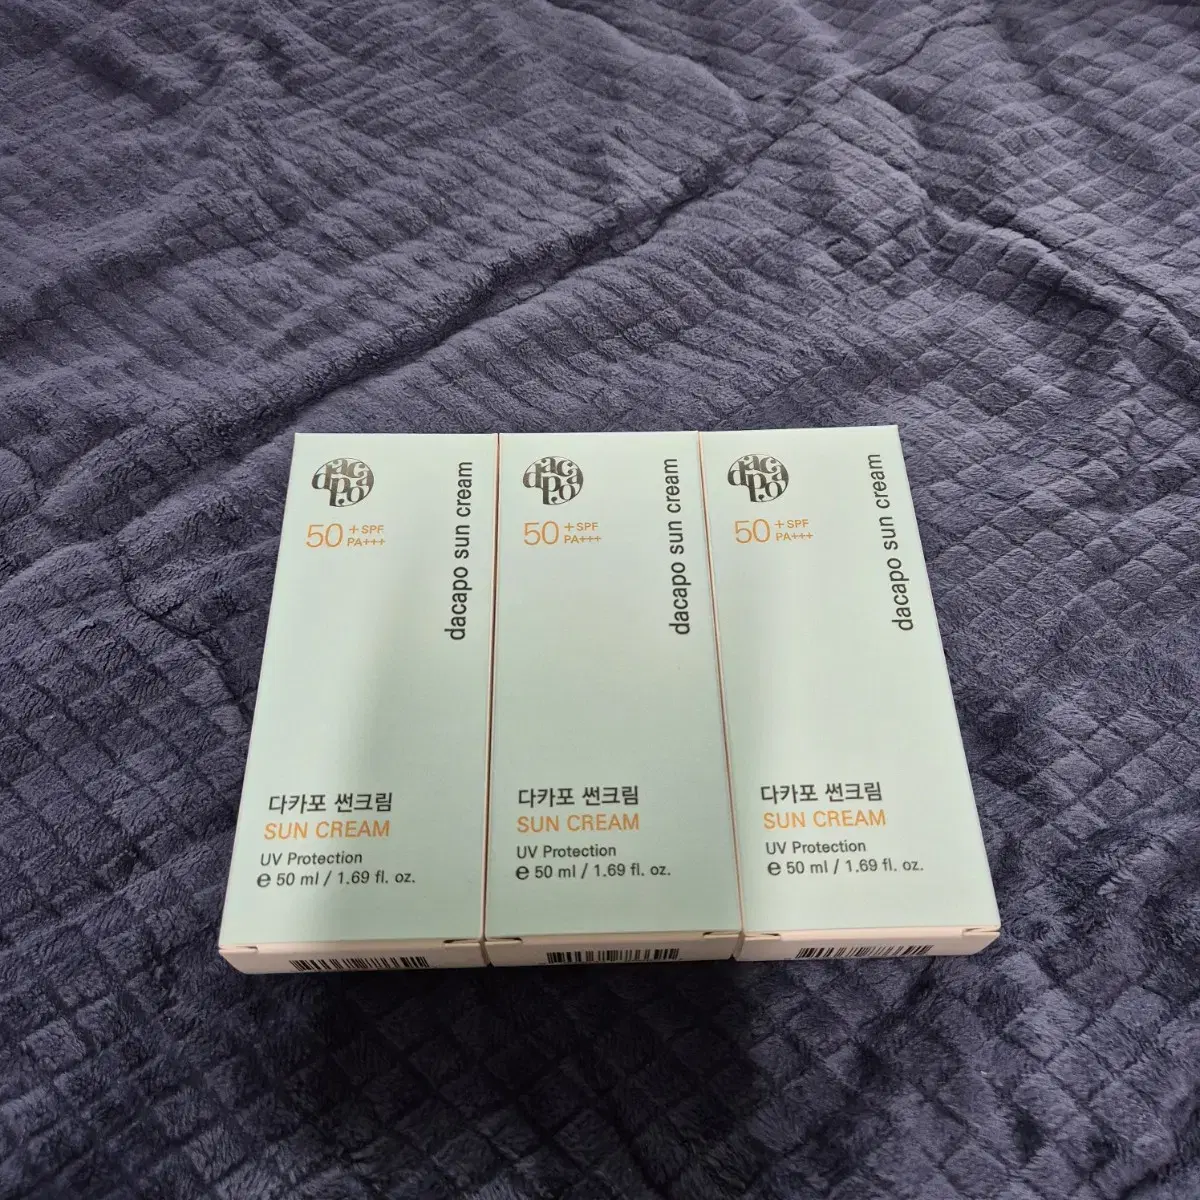 dacapo
50 + SPF
PA+++
dacapo sun cream
다카포 썬크림
SUN CREAM
UV Protection
℮ 50 ml / 1.69 fl. oz.
dacapo
50 + SPF
PA+++
dacapo sun cream
다카포 썬크림
SUN CREAM
UV Protection
℮ 50 ml / 1.69 fl. oz.
dacapo
50 + SPF
PA+++
dacapo sun cream
다카포 썬크림
SUN CREAM
UV Protection
℮ 50 ml / 1.69 fl. oz.